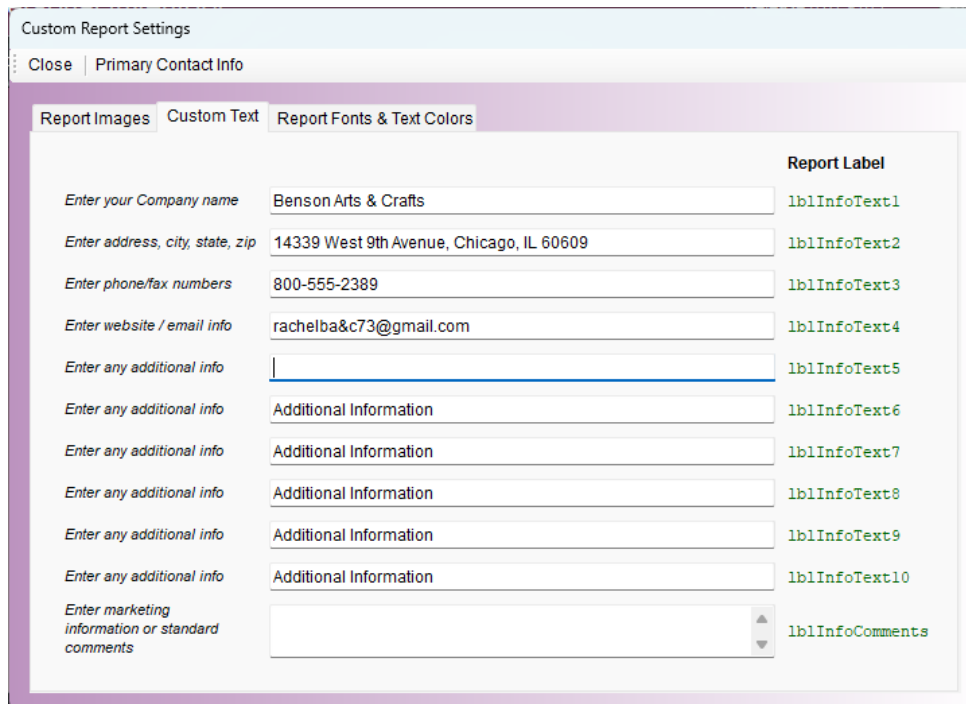 Custom Report Settings
Close | Primary Contact Info
Report Images Custom Text Report Fonts & Text Colors
Report Label
Enter your Company name Benson Arts & Crafts lblInfoText1
Enter address, city, state, zip 14339 West 9th Avenue, Chicago, IL 60609 lblInfoText2
Enter phone/fax numbers 800-555-2389 lblInfoText3
Enter website / email info rachelba&c73@gmail.com lblInfoText4
Enter any additional info lblInfoText5
Enter any additional info Additional Information lblInfoText6
Enter any additional info Additional Information lblInfoText7
Enter any additional info Additional Information lblInfoText8
Enter any additional info Additional Information lblInfoText9
Enter any additional info Additional Information lblInfoText10
Enter marketing
information or standard
comments
lblInfoComments